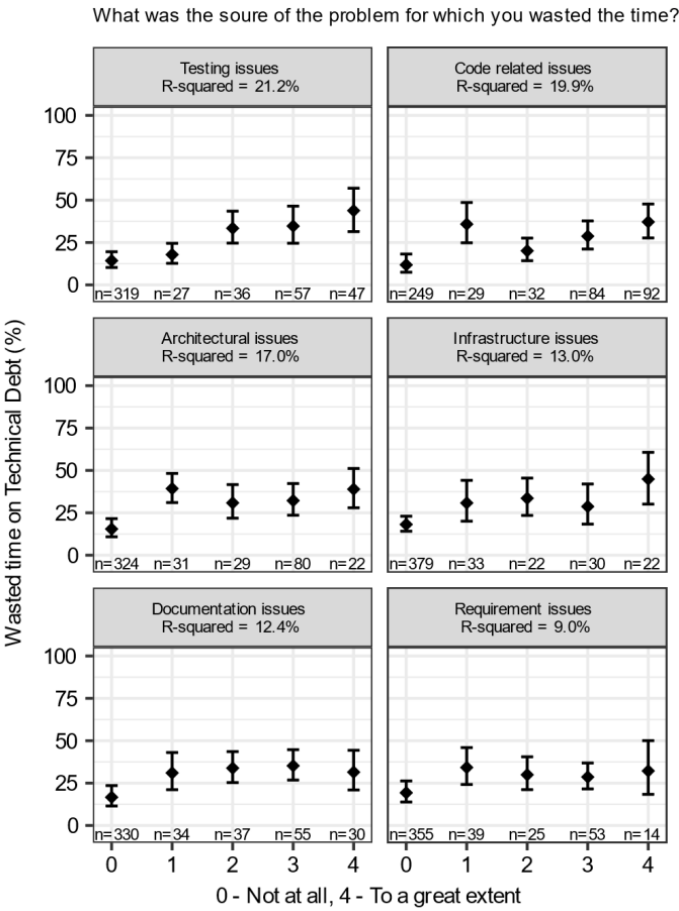 What was the soure of the problem for which you wasted the time?
Testing issues
R-squared = 21.2%
Code related issues
R-squared = 19.9%
100
75
50
25
0
n=319 n=27 n=36 n=57 n=47
n=249 n=29 n=32 n=84 n=92
Architectural issues
R-squared = 17.0%
Infrastructure issues
R-squared = 13.0%
100
75
50
25
0
n=324 n=31 n=29 n=80 n=22
n=379 n=33 n=22 n=30 n=22
Documentation issues
R-squared = 12.4%
Requirement issues
R-squared = 9.0%
100
75
50
25
0
n=330 n=34 n=37 n=55 n=30
n=355 n=39 n=25 n=53 n=14
0 1 2 3 4
0 1 2 3 4
0 - Not at all, 4 - To a great extent
Wasted time on Technical Debt (%)